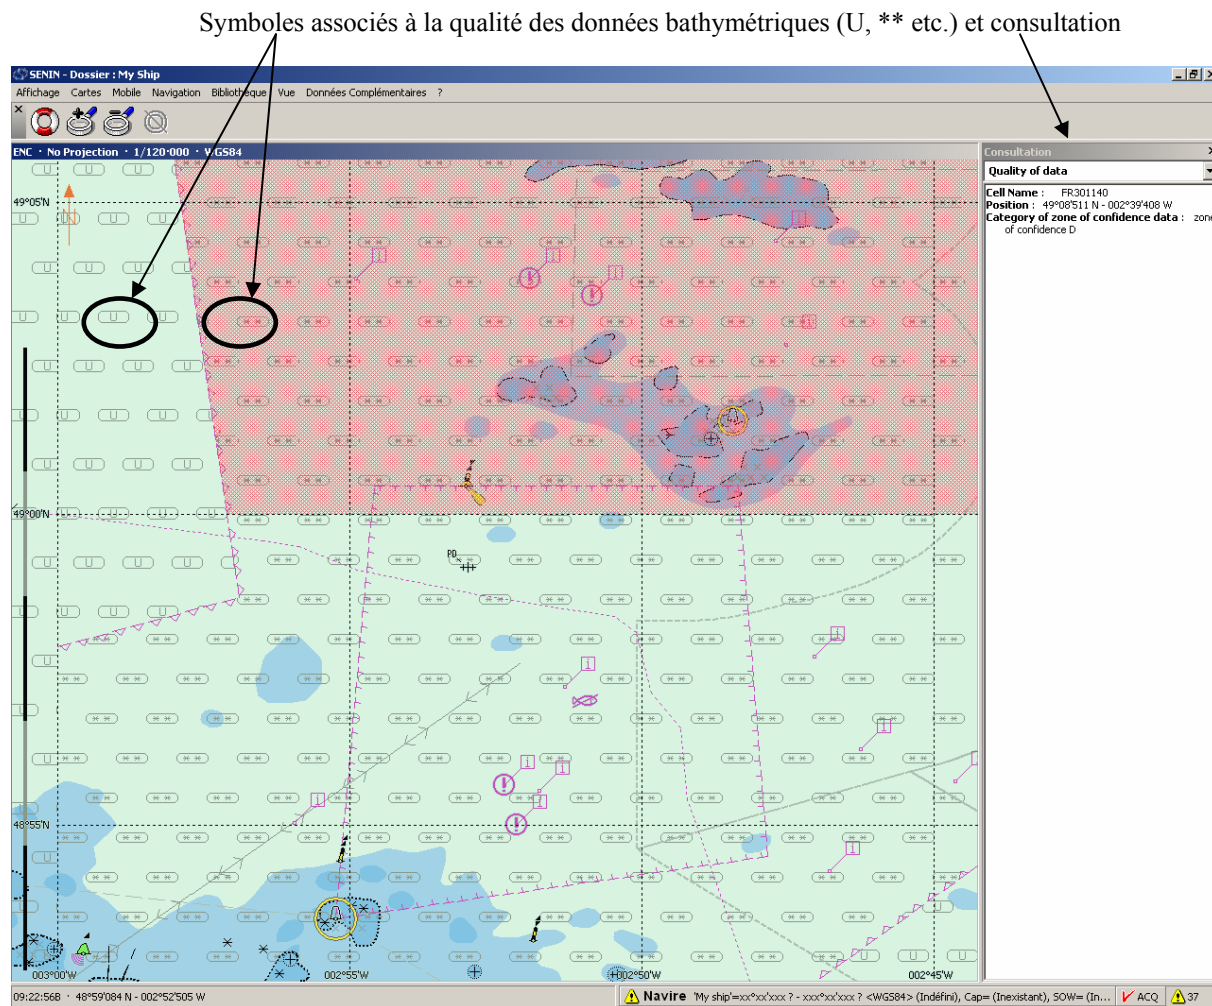 Symboles associés à la qualité des données bathymétriques (U, ** etc.) et consultation
SENIN - Dossier : My Ship
Affichage Cartes Mobile Navigation Bibliothèque Vue Données Complémentaires ?
ENC · No Projection · 1/120·000 · WGS84
Consultation
Quality of data
Cell Name : FR301140
Position : 49°08'511 N - 002°39'408 W
Category of zone of confidence data : zone
of confidence D
49°05'N
N
49°00'N
PD
48°55'N
003°00'W 002°55'W 002°50'W 002°45'W
09:22:56B · 48°59'084 N - 002°52'505 W
Navire 'My ship'=xx°xx'xxx ? - xxx°xx'xxx ? <WGS84> (Indéfini), Cap= (Inexistant), SOW= (In... ACQ 37